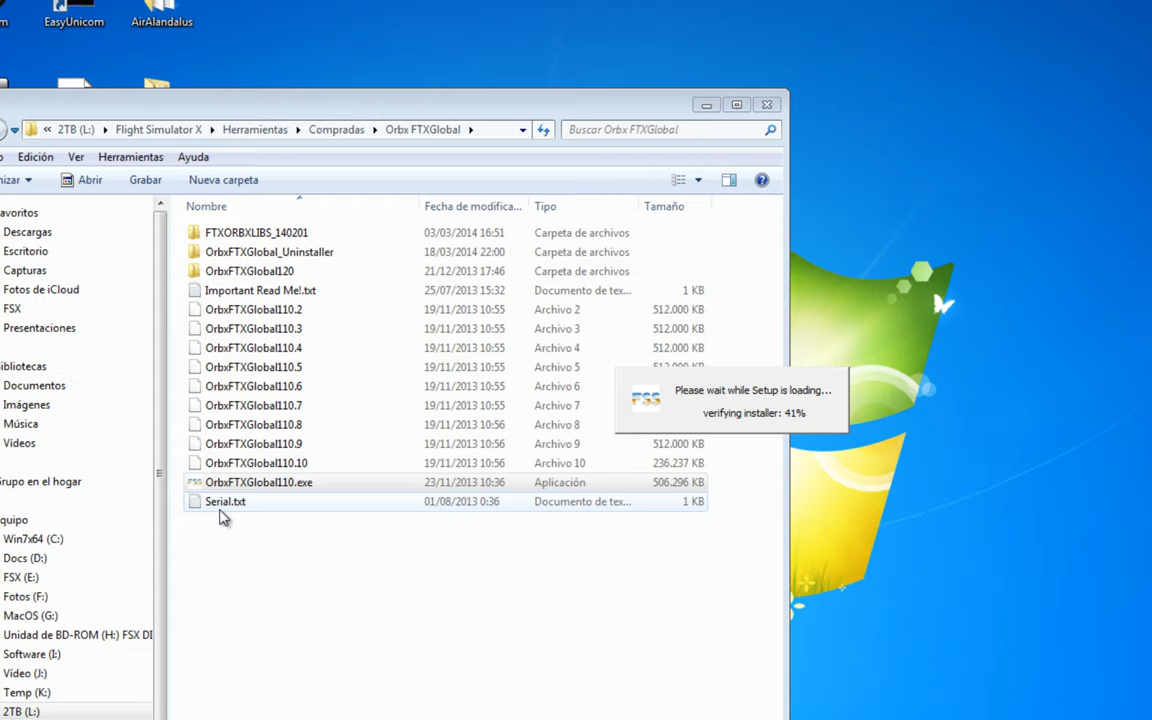 m
EasyUnicom
AirAlandalus
« 2TB (L:) ▸ Flight Simulator X ▸ Herramientas ▸ Compradas ▸ Orbx FTXGlobal ▸
Buscar Orbx FTXGlobal
o Edición Ver Herramientas Ayuda
nizar Abrir Grabar Nueva carpeta
Nombre Fecha de modifica... Tipo Tamaño
avoritos
Descargas
Escritorio
Capturas
Fotos de iCloud
FSX
Presentaciones
ibliotecas
Documentos
Imágenes
Música
Vídeos
Grupo en el hogar
quipo
Win7x64 (C:)
Docs (D:)
FSX (E:)
Fotos (F:)
MacOS (G:)
Unidad de BD-ROM (H:) FSX DI
Software (I:)
Vídeo (J:)
Temp (K:)
2TB (L:)
FTXORBXLIBS_140201 03/03/2014 16:51 Carpeta de archivos
OrbxFTXGlobal_Uninstaller 18/03/2014 22:00 Carpeta de archivos
OrbxFTXGlobal120 21/12/2013 17:46 Carpeta de archivos
Important Read Me!.txt 25/07/2013 15:32 Documento de tex... 1 KB
OrbxFTXGlobal110.2 19/11/2013 10:55 Archivo 2 512.000 KB
OrbxFTXGlobal110.3 19/11/2013 10:55 Archivo 3 512.000 KB
OrbxFTXGlobal110.4 19/11/2013 10:55 Archivo 4 512.000 KB
OrbxFTXGlobal110.5 19/11/2013 10:55 Archivo 5 512.000 KB
OrbxFTXGlobal110.6 19/11/2013 10:55 Archivo 6
OrbxFTXGlobal110.7 19/11/2013 10:55 Archivo 7
OrbxFTXGlobal110.8 19/11/2013 10:56 Archivo 8
OrbxFTXGlobal110.9 19/11/2013 10:56 Archivo 9 512.000 KB
OrbxFTXGlobal110.10 19/11/2013 10:56 Archivo 10 236.237 KB
FSS OrbxFTXGlobal110.exe 23/11/2013 10:36 Aplicación 506.296 KB
Serial.txt 01/08/2013 0:36 Documento de tex... 1 KB
FSS
Please wait while Setup is loading...
verifying installer: 41%